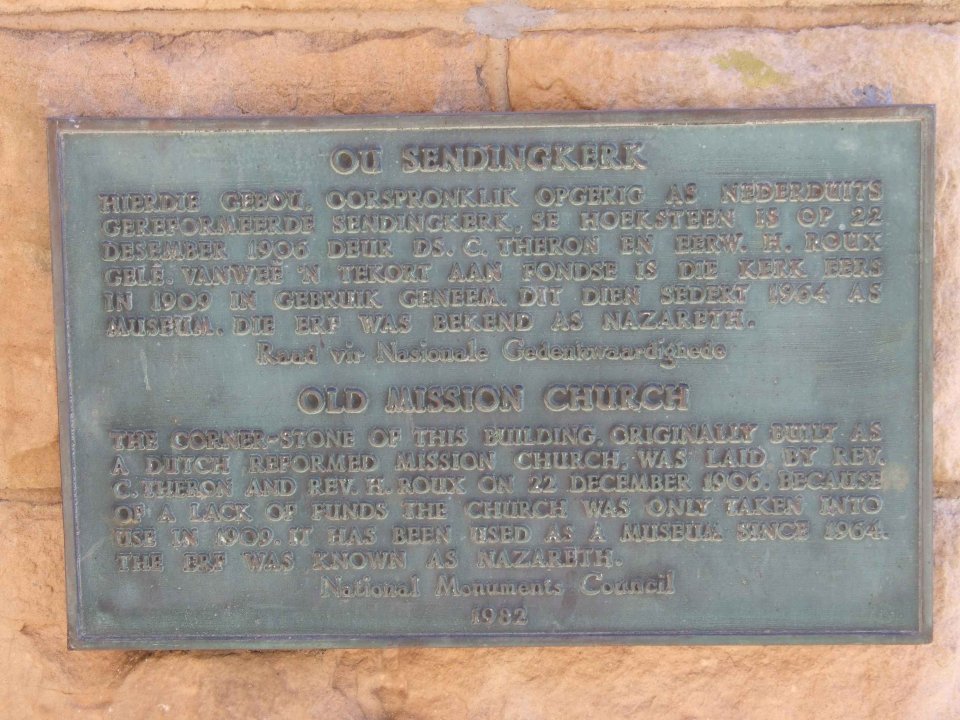 OU SENDINGKERK
HIERDIE GEBOU, OORSPRONKLIK OPGERIG AS NEDERDUITS
GEREFORMEERDE SENDINGKERK, SE HOEKSTEEN IS OP 22
DESEMBER 1906 DEUR DS. C. THERON EN EERW. H. ROUX
GELÊ. VANWEË 'N TEKORT AAN FONDSE IS DIE KERK EERS
IN 1909 IN GEBRUIK GENEEM. DIT DIEN SEDERT 1964 AS
MUSEUM. DIE ERF WAS BEKEND AS NAZARETH.
Raad vir Nasionale Gedenkwaardighede
OLD MISSION CHURCH
THE CORNER-STONE OF THIS BUILDING, ORIGINALLY BUILT AS
A DUTCH REFORMED MISSION CHURCH, WAS LAID BY REV.
C. THERON AND REV. H. ROUX ON 22 DECEMBER 1906. BECAUSE
OF A LACK OF FUNDS THE CHURCH WAS ONLY TAKEN INTO
USE IN 1909. IT HAS BEEN USED AS A MUSEUM SINCE 1964.
THE ERF WAS KNOWN AS NAZARETH.
National Monuments Council
1982